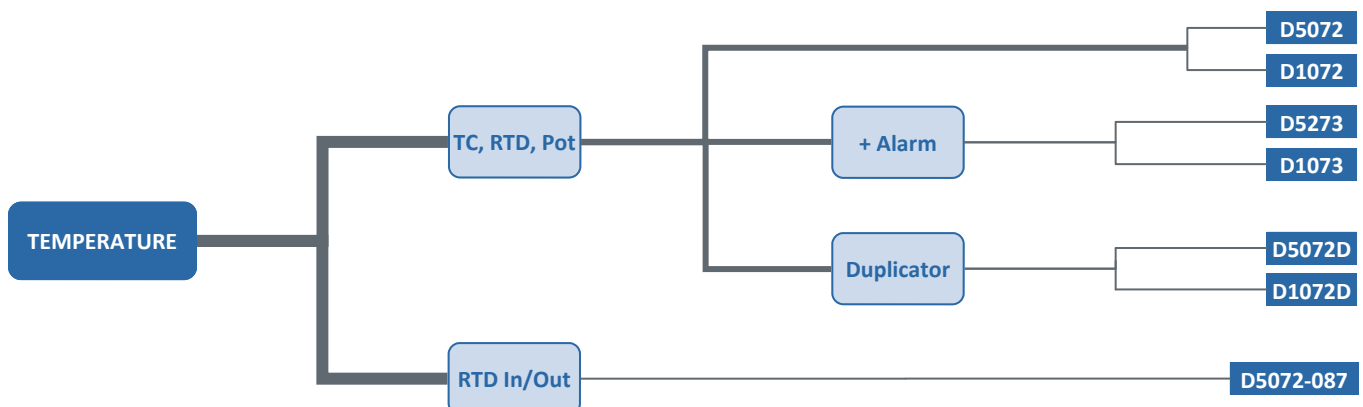 D5072
D1072
TC, RTD, Pot
+ Alarm
D5273
D1073
TEMPERATURE
Duplicator
D5072D
D1072D
RTD In/Out
D5072-087